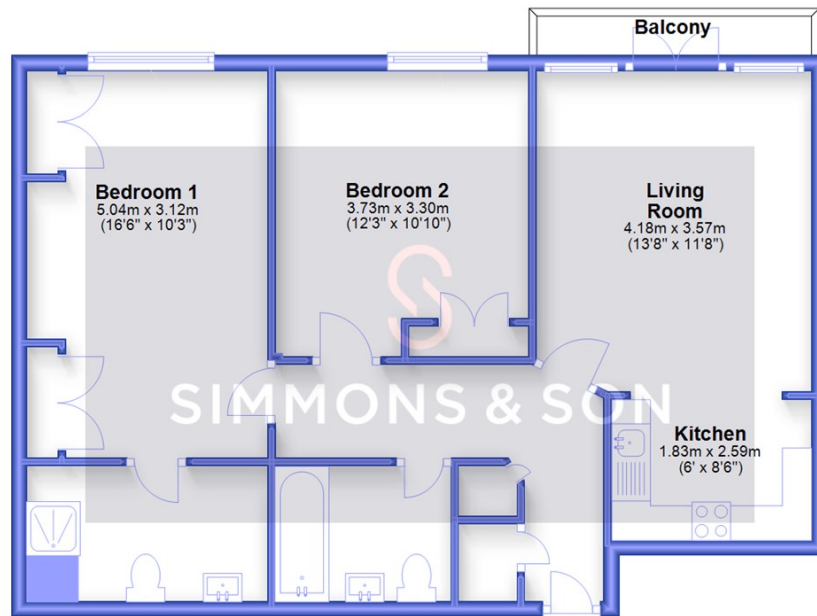 Balcony
Bedroom 1
5.04m x 3.12m
(16'6" x 10'3")
Bedroom 2
3.73m x 3.30m
(12'3" x 10'10")
Living
Room
4.18m x 3.57m
(13'8" x 11'8")
SIMMONS & SON
Kitchen
1.83m x 2.59m
(6' x 8'6")